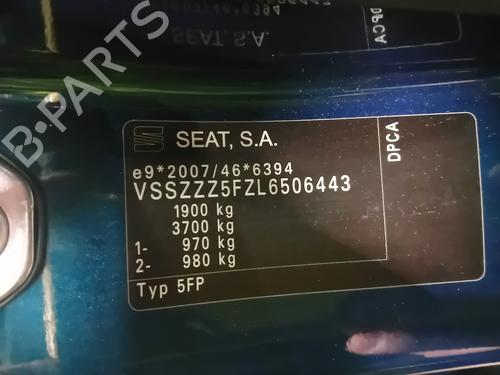 B·PARTS
SEAT, S.A.
e9*2007/46*6394
VSSZZZ5FZL6506443
1900 kg
3700 kg
1- 970 kg
2- 980 kg
Typ 5FP
DPCA